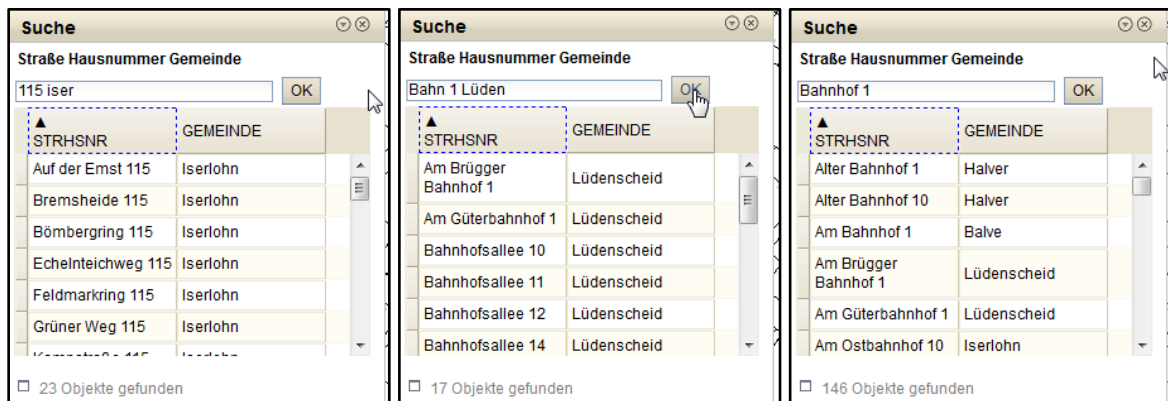 Suche
Straße Hausnummer Gemeinde
115 iser OK
▲
STRHSNR GEMEINDE
Auf der Emst 115 Iserlohn
Bremsheide 115 Iserlohn
Bömbergring 115 Iserlohn
Echelnteichweg 115 Iserlohn
Feldmarkring 115 Iserlohn
Grüner Weg 115 Iserlohn
23 Objekte gefunden
Suche
Straße Hausnummer Gemeinde
Bahn 1 Lüden OK
▲
STRHSNR GEMEINDE
Am Brügger
Bahnhof 1 Lüdenscheid
Am Güterbahnhof 1 Lüdenscheid
Bahnhofsallee 10 Lüdenscheid
Bahnhofsallee 11 Lüdenscheid
Bahnhofsallee 12 Lüdenscheid
Bahnhofsallee 14 Lüdenscheid
17 Objekte gefunden
Suche
Straße Hausnummer Gemeinde
Bahnhof 1 OK
▲
STRHSNR GEMEINDE
Alter Bahnhof 1 Halver
Alter Bahnhof 10 Halver
Am Bahnhof 1 Balve
Am Brügger
Bahnhof 1 Lüdenscheid
Am Güterbahnhof 1 Lüdenscheid
Am Ostbahnhof 10 Iserlohn
146 Objekte gefunden